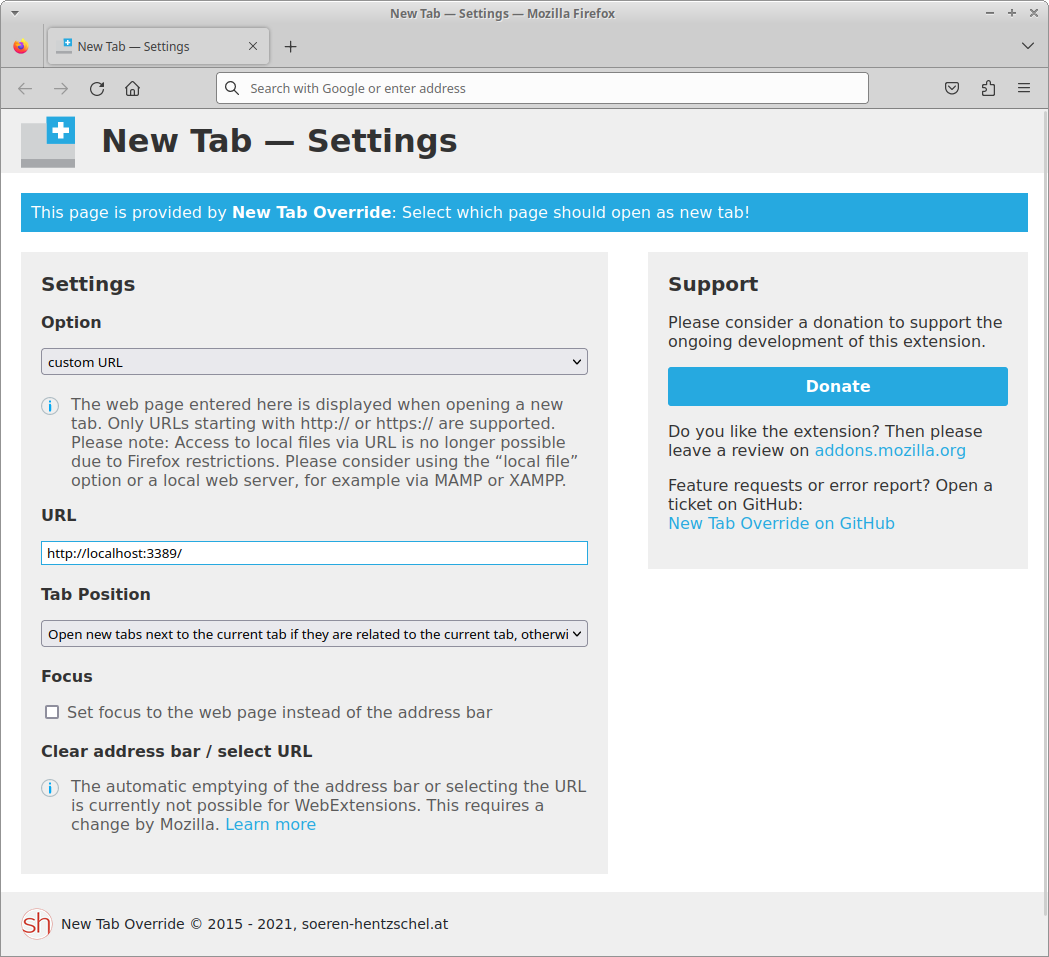 New Tab — Settings — Mozilla Firefox
New Tab — Settings
Search with Google or enter address
New Tab — Settings
This page is provided by New Tab Override: Select which page should open as new tab!
Settings
Option
custom URL
The web page entered here is displayed when opening a new
tab. Only URLs starting with http:// or https:// are supported.
Please note: Access to local files via URL is no longer possible
due to Firefox restrictions. Please consider using the “local file”
option or a local web server, for example via MAMP or XAMPP.
URL
http://localhost:3389/
Tab Position
Open new tabs next to the current tab if they are related to the current tab, otherwi
Focus
Set focus to the web page instead of the address bar
Clear address bar / select URL
The automatic emptying of the address bar or selecting the URL
is currently not possible for WebExtensions. This requires a
change by Mozilla. Learn more
Support
Please consider a donation to support the
ongoing development of this extension.
Donate
Do you like the extension? Then please
leave a review on addons.mozilla.org
Feature requests or error report? Open a
ticket on GitHub:
New Tab Override on GitHub
sh New Tab Override © 2015 - 2021, soeren-hentzschel.at